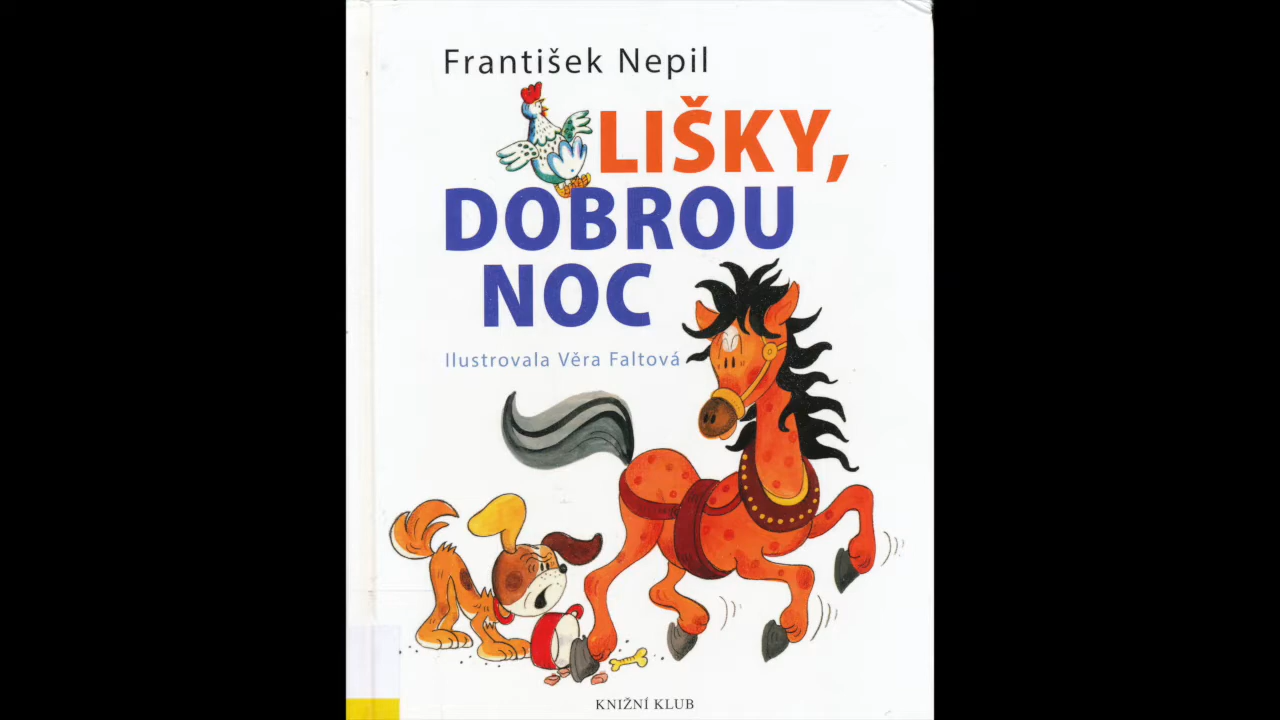 František Nepil
LIŠKY,
DOBROU
NOC
Ilustrovala Věra Faltová
KNIŽNÍ KLUB